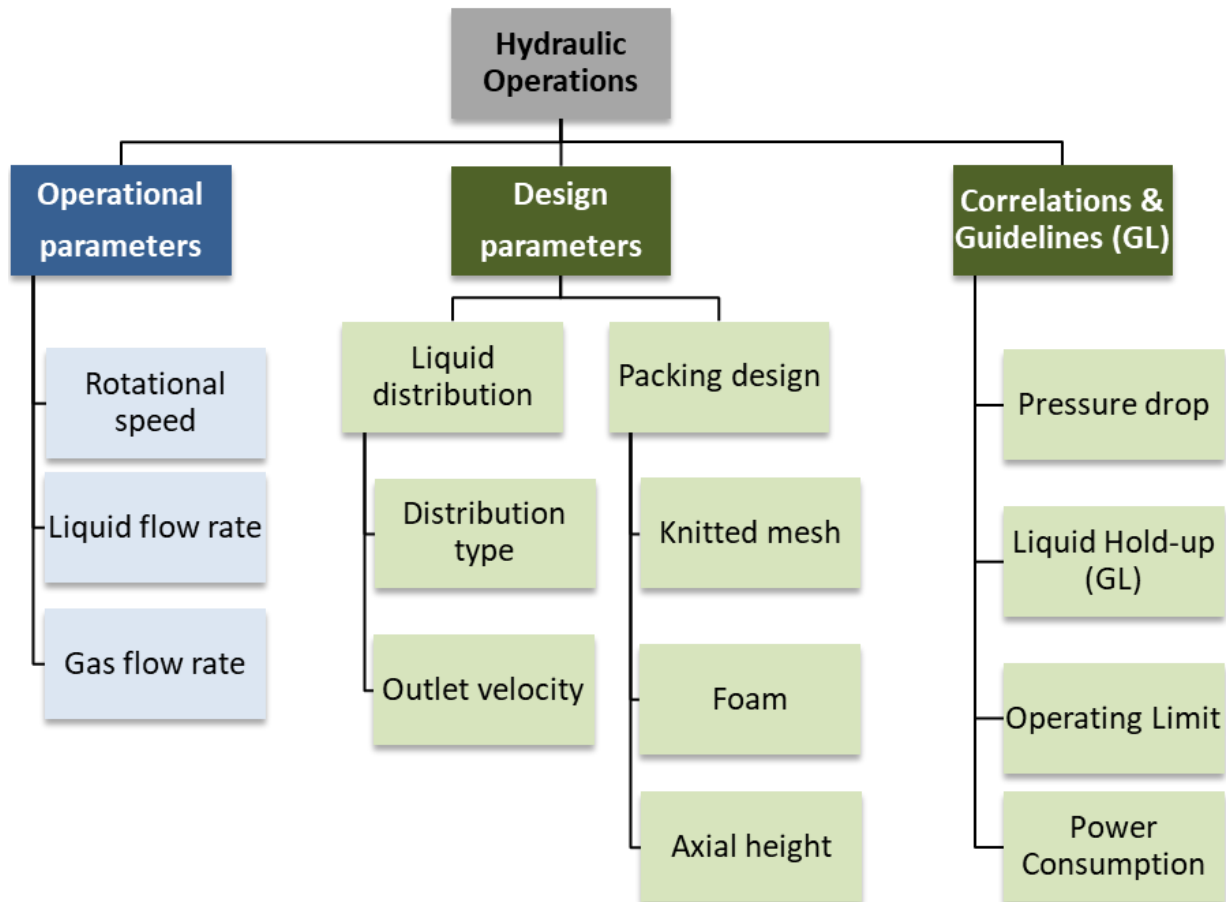 Hydraulic
Operations
Operational
parameters
Design
parameters
Correlations &
Guidelines (GL)
Rotational
speed
Liquid flow rate
Gas flow rate
Liquid
distribution
Distribution
type
Outlet velocity
Packing design
Knitted mesh
Foam
Axial height
Pressure drop
Liquid Hold-up
(GL)
Operating Limit
Power
Consumption